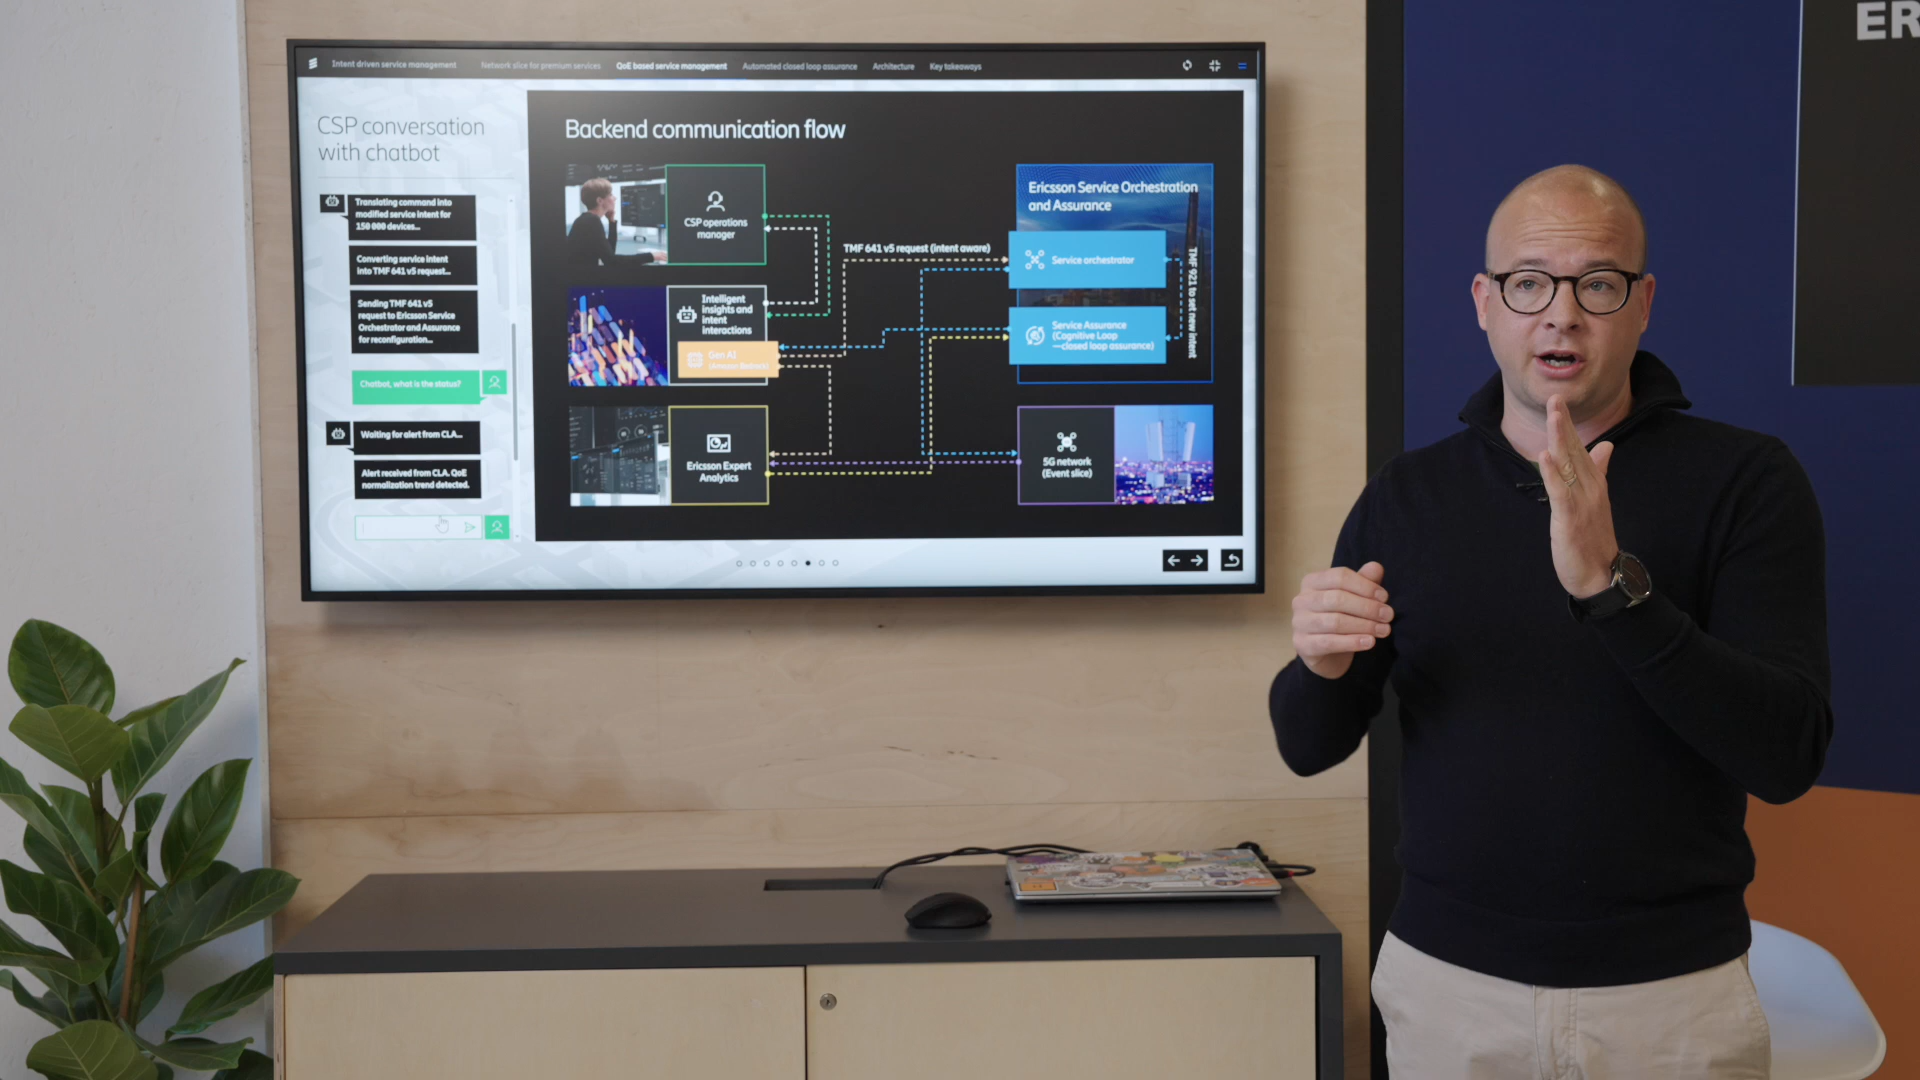 ER
Intent driven service management
Network slice for premium services
QoE based service management
Automated closed loop assurance
Architecture
Key takeaways
CSP conversation
with chatbot
Translating command into
modified service intent for
150 000 devices...
Converting service intent
into TMF 641 v5 request...
Sending TMF 641 v5
request to Ericsson Service
Orchestrator and Assurance
for reconfiguration...
Chatbot, what is the status?
Waiting for alert from CLA...
Alert received from CLA. QoE
normalization trend detected.
Backend communication flow
CSP operations
manager
Intelligent
insights and
intent
interactions
Gen AI
(Amazon Bedrock)
Ericsson Expert
Analytics
TMF 641 v5 request (intent aware)
Ericsson Service Orchestration
and Assurance
Service orchestrator
Service Assurance
(Cognitive Loop
—closed loop assurance)
TMF 921 to set new intent
5G network
(Event slice)